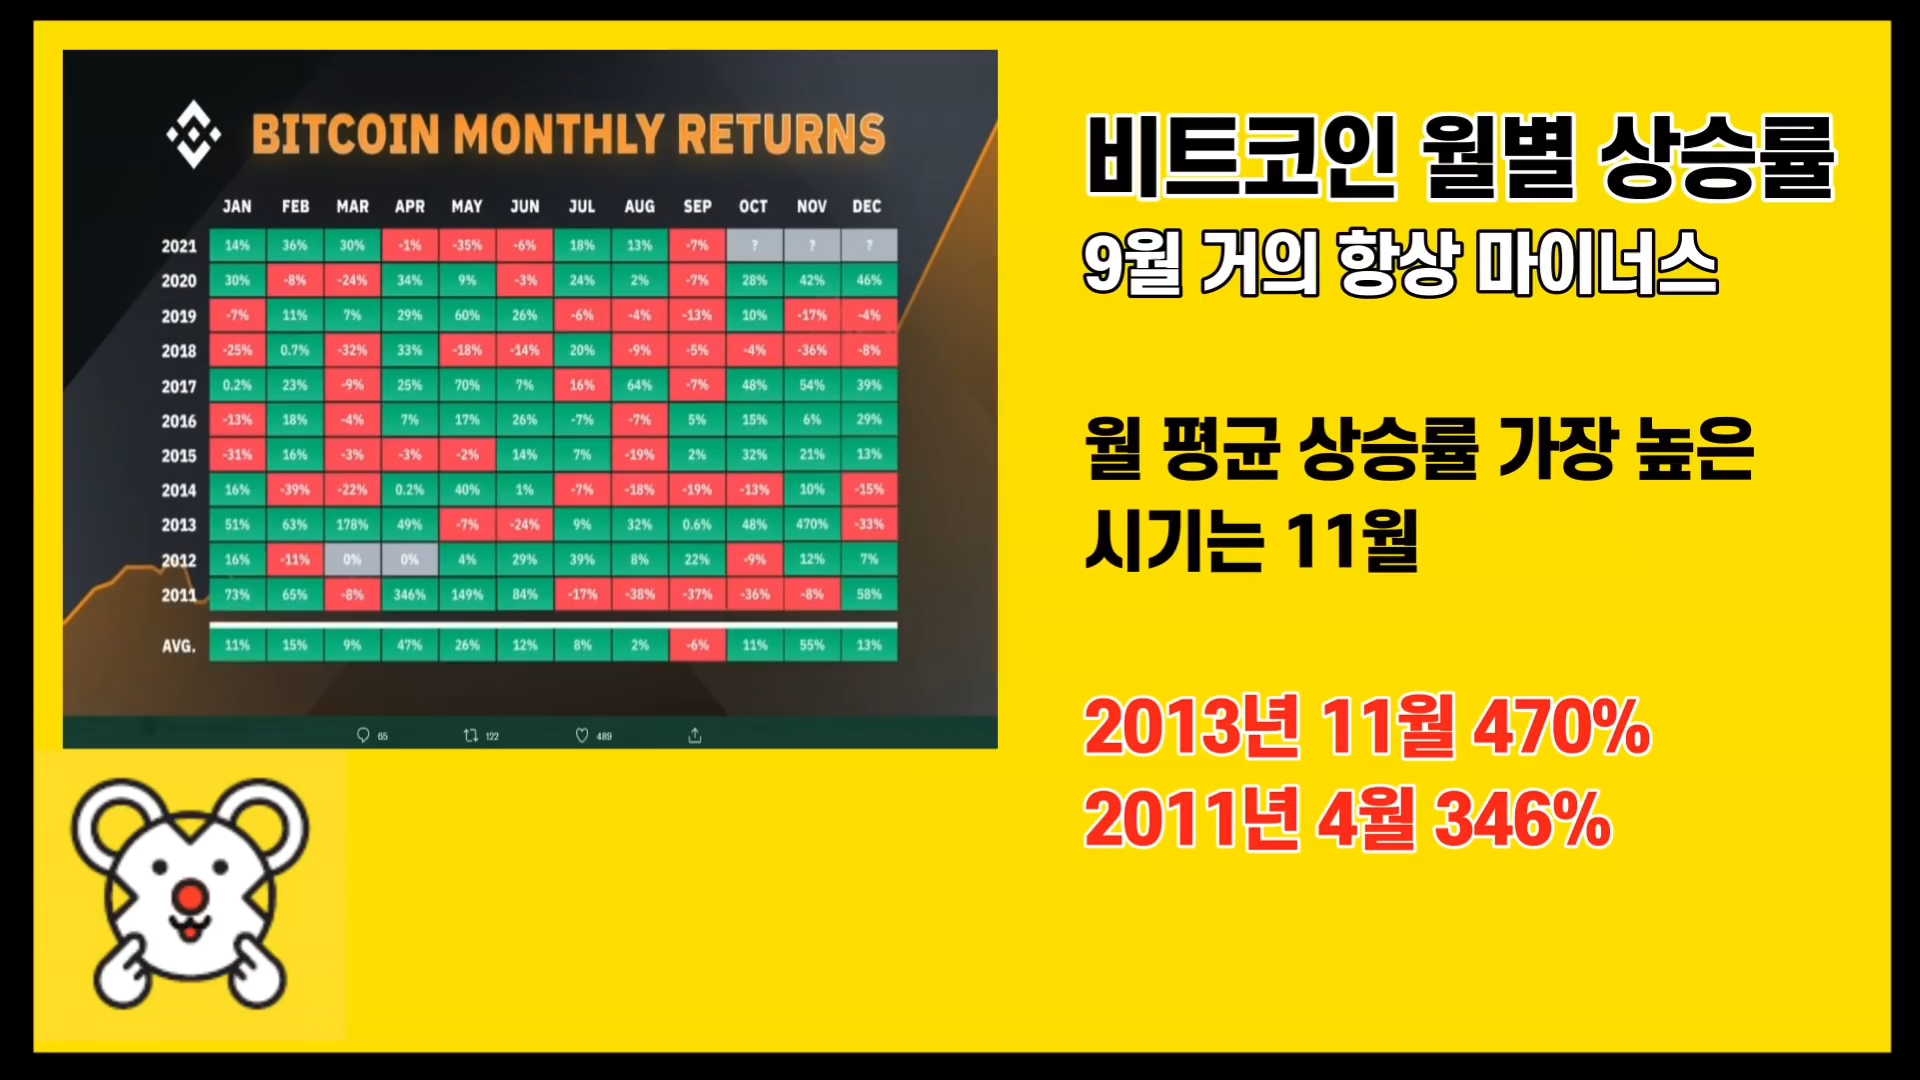 BITCOIN MONTHLY RETURNS
JAN FEB MAR APR MAY JUN JUL AUG SEP OCT NOV DEC
2021 14% 36% 30% -1% -35% -6% 18% 13% -7% ? ? ?
2020 30% -8% -24% 34% 9% -3% 24% 2% -7% 28% 42% 46%
2019 -7% 11% 7% 29% 60% 26% -6% -4% -13% 10% -17% -4%
2018 -25% 0.7% -32% 33% -18% -14% 20% -9% -5% -4% -36% -8%
2017 0.2% 23% -9% 25% 70% 7% 16% 64% -7% 48% 54% 39%
2016 -13% 18% -4% 7% 17% 26% -7% -7% 5% 15% 6% 29%
2015 -31% 16% -3% -3% -2% 14% 7% -19% 2% 32% 21% 13%
2014 16% -39% -22% 0.2% 40% 1% -7% -18% -19% -13% 10% -15%
2013 51% 63% 178% 49% -7% -24% 9% 32% 0.6% 48% 470% -33%
2012 16% -11% 0% 0% 4% 29% 39% 8% 22% -9% 12% 7%
2011 73% 65% -8% 346% 149% 84% -17% -38% -37% -36% -8% 58%
AVG. 11% 15% 9% 47% 26% 12% 8% 2% -6% 11% 55% 13%
65 122 489
비트코인 월별 상승률
9월 거의 항상 마이너스
월 평균 상승률 가장 높은
시기는 11월
2013년 11월 470%
2011년 4월 346%